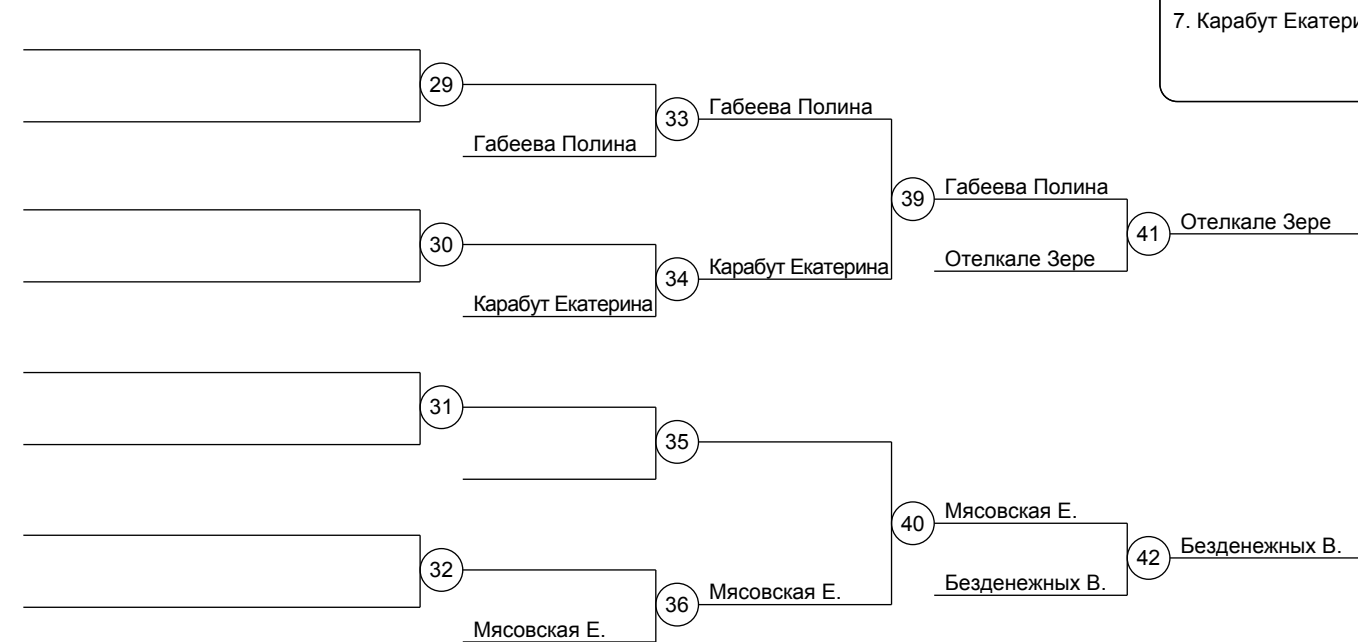 7. Карабут Екатери
29
33
Габеева Полина
Габеева Полина
39
Габеева Полина
30
41
Отелкале Зере
34
Карабут Екатерина
Отелкале Зере
Карабут Екатерина
31
35
40
Мясовская Е.
42
Безденежных В.
32
36
Мясовская Е.
Безденежных В.
Мясовская Е.